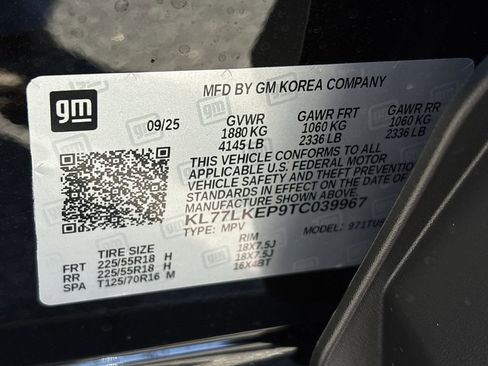 MFD BY GM KOREA COMPANY
gm
09/25 GVWR GAWR FRT GAWR RR
1880 KG 1060 KG 1060 KG
4145 LB 2336 LB 2336 LB
THIS VEHICLE CONFORMS TO ALL
APPLICABLE U.S. FEDERAL MOTOR
VEHICLE SAFETY AND THEFT
PREVENTION STANDARDS IN EFFECT
ON THE DATE OF
MANUFACTURE SHOWN ABOVE.
KL77LKEP9TC039967
TYPE: MPV MODEL:
TIRE SIZE RIM
FRT 225/55R18 H 18X7.5J
RR 225/55R18 H 18X7.5J
SPA T125/70R16 M 16X4BT